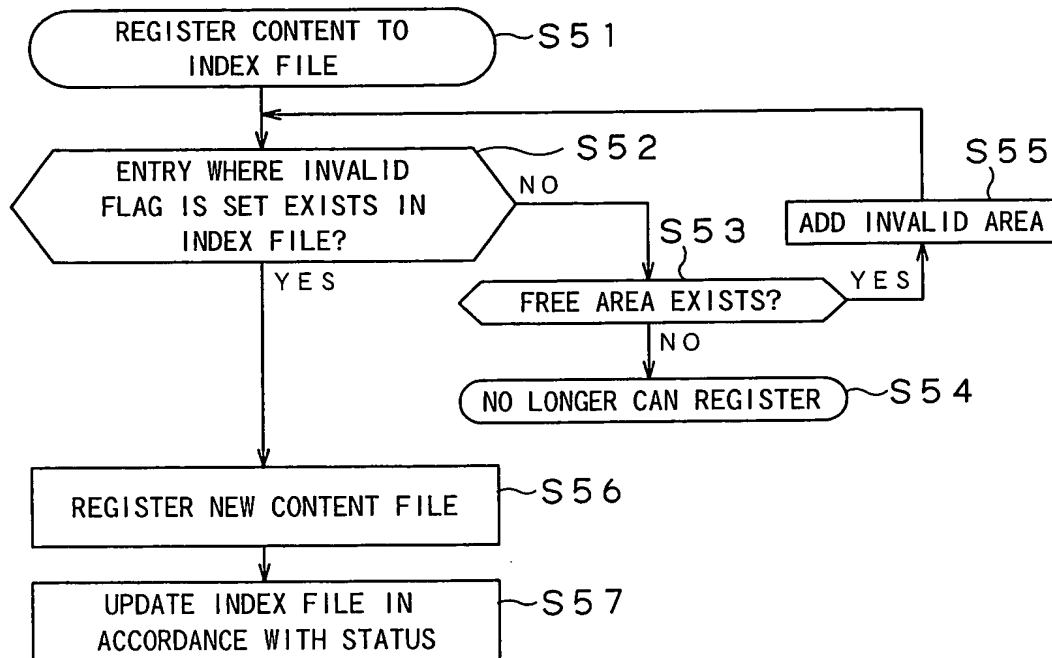 REGISTER CONTENT TO
INDEX FILE
S51
ENTRY WHERE INVALID
FLAG IS SET EXISTS IN
INDEX FILE?
S52
NO
YES
S53
FREE AREA EXISTS?
YES
NO
S55
ADD INVALID AREA
NO LONGER CAN REGISTER
S54
REGISTER NEW CONTENT FILE
S56
UPDATE INDEX FILE IN
ACCORDANCE WITH STATUS
S57